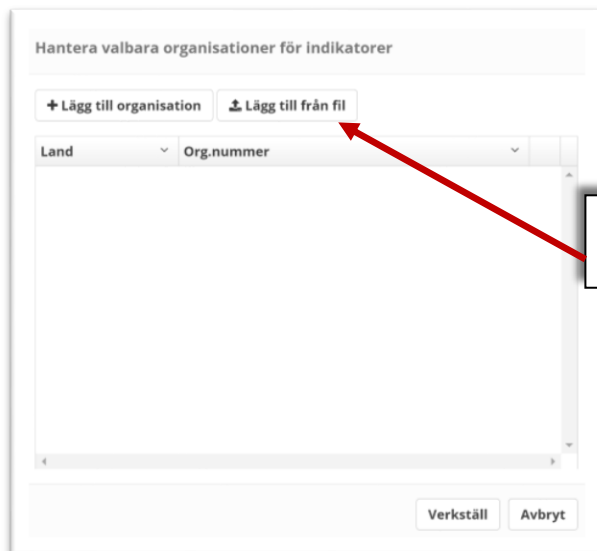 Hantera valbara organisationer för indikatorer
+ Lägg till organisation Lägg till från fil
Land Org.nummer
Verkställ Avbryt